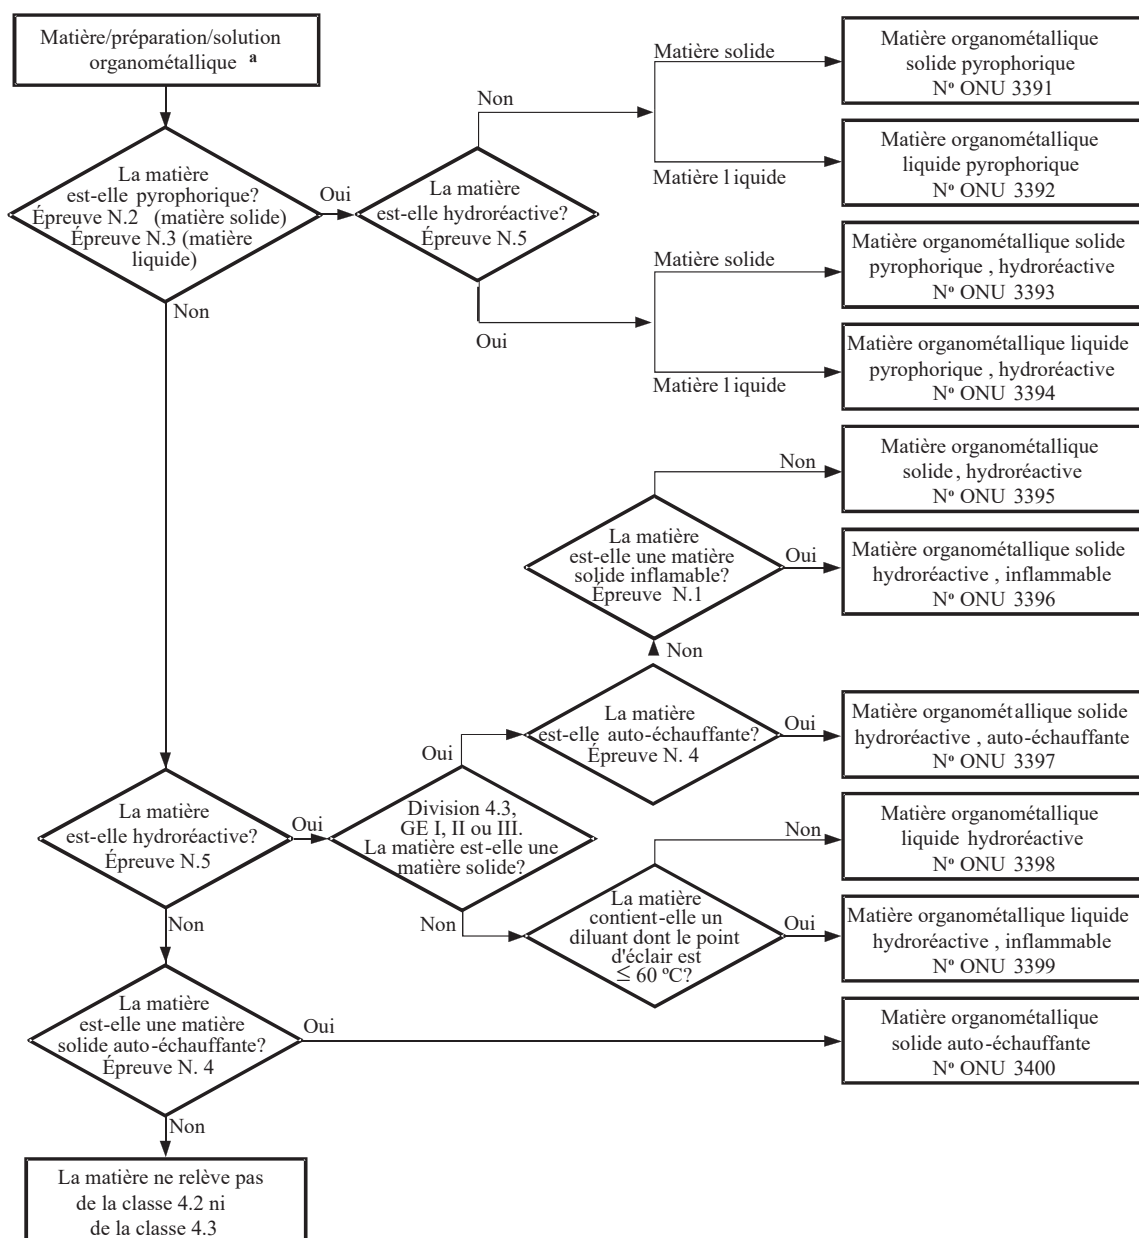 Matière/préparation/solution
organométallique a
La matière
est-elle pyrophorique?
Épreuve N.2 (matière solide)
Épreuve N.3 (matière
liquide)
Oui
Non
La matière
est-elle hydroréactive?
Épreuve N.5
Non
Oui
Matière solide
Matière l iquide
Matière organométallique
solide pyrophorique
Nº ONU 3391
Matière organométallique
liquide pyrophorique
Nº ONU 3392
Matière solide
Matière l iquide
Matière organométallique solide
pyrophorique , hydroréactive
Nº ONU 3393
Matière organométallique liquide
pyrophorique , hydroréactive
Nº ONU 3394
Non
Matière organométallique
solide, hydroréactive
Nº ONU 3395
La matière
est-elle une matière
solide inflamable?
Épreuve N.1
Oui
Matière organométallique solide
hydroréactive , inflammable
Nº ONU 3396
Non
La matière
est-elle auto-échauffante?
Épreuve N. 4
Oui
Matière organomét allique solide
hydroréactive , auto-échauffante
Nº ONU 3397
Oui
La matière
est-elle hydroréactive?
Épreuve N.5
Oui
Division 4.3,
GE I, II ou III.
La matière est-elle une
matière solide?
Non
Matière organométallique
liquide hydroréactive
Nº ONU 3398
Non
Non
La matière
contient-elle un
diluant dont le point
d'éclair est
≤ 60 ºC?
Oui
Matière organométallique liquide
hydroréactive , inflammable
Nº ONU 3399
La matière
est-elle une matière
solide auto-échauffante?
Épreuve N. 4
Oui
Matière organométallique
solide auto-échauffante
Nº ONU 3400
Non
La matière ne relève pas
de la classe 4.2 ni
de la classe 4.3